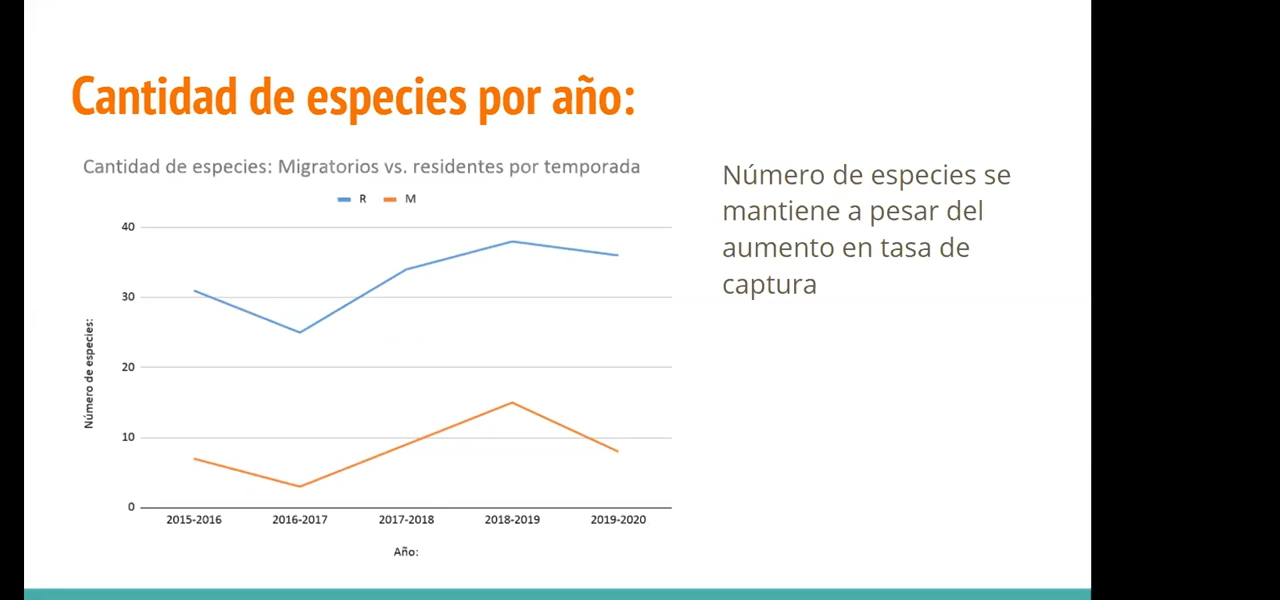 Cantidad de especies por año:
Cantidad de especies: Migratorios vs. residentes por temporada
R M
40
30
20
10
0
Número de especies:
2015-2016 2016-2017 2017-2018 2018-2019 2019-2020
Año:
Número de especies se
mantiene a pesar del
aumento en tasa de
captura